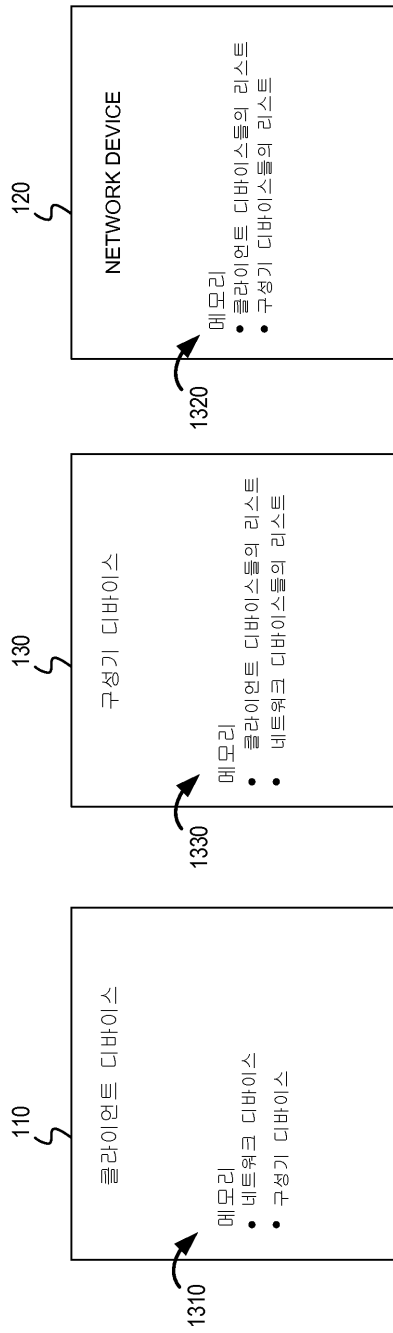 110
클라이언트 디바이스
1310
메모리
• 네트워크 디바이스
• 구성기 디바이스
130
구성기 디바이스
1330
메모리
• 클라이언트 디바이스들의 리스트
• 네트워크 디바이스들의 리스트
120
NETWORK DEVICE
1320
메모리
• 클라이언트 디바이스들의 리스트
• 구성기 디바이스들의 리스트